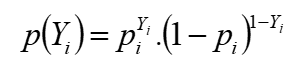 p(Y_i) = p_i^{Y_i}.(1 − p_i)^{1−Y_i}